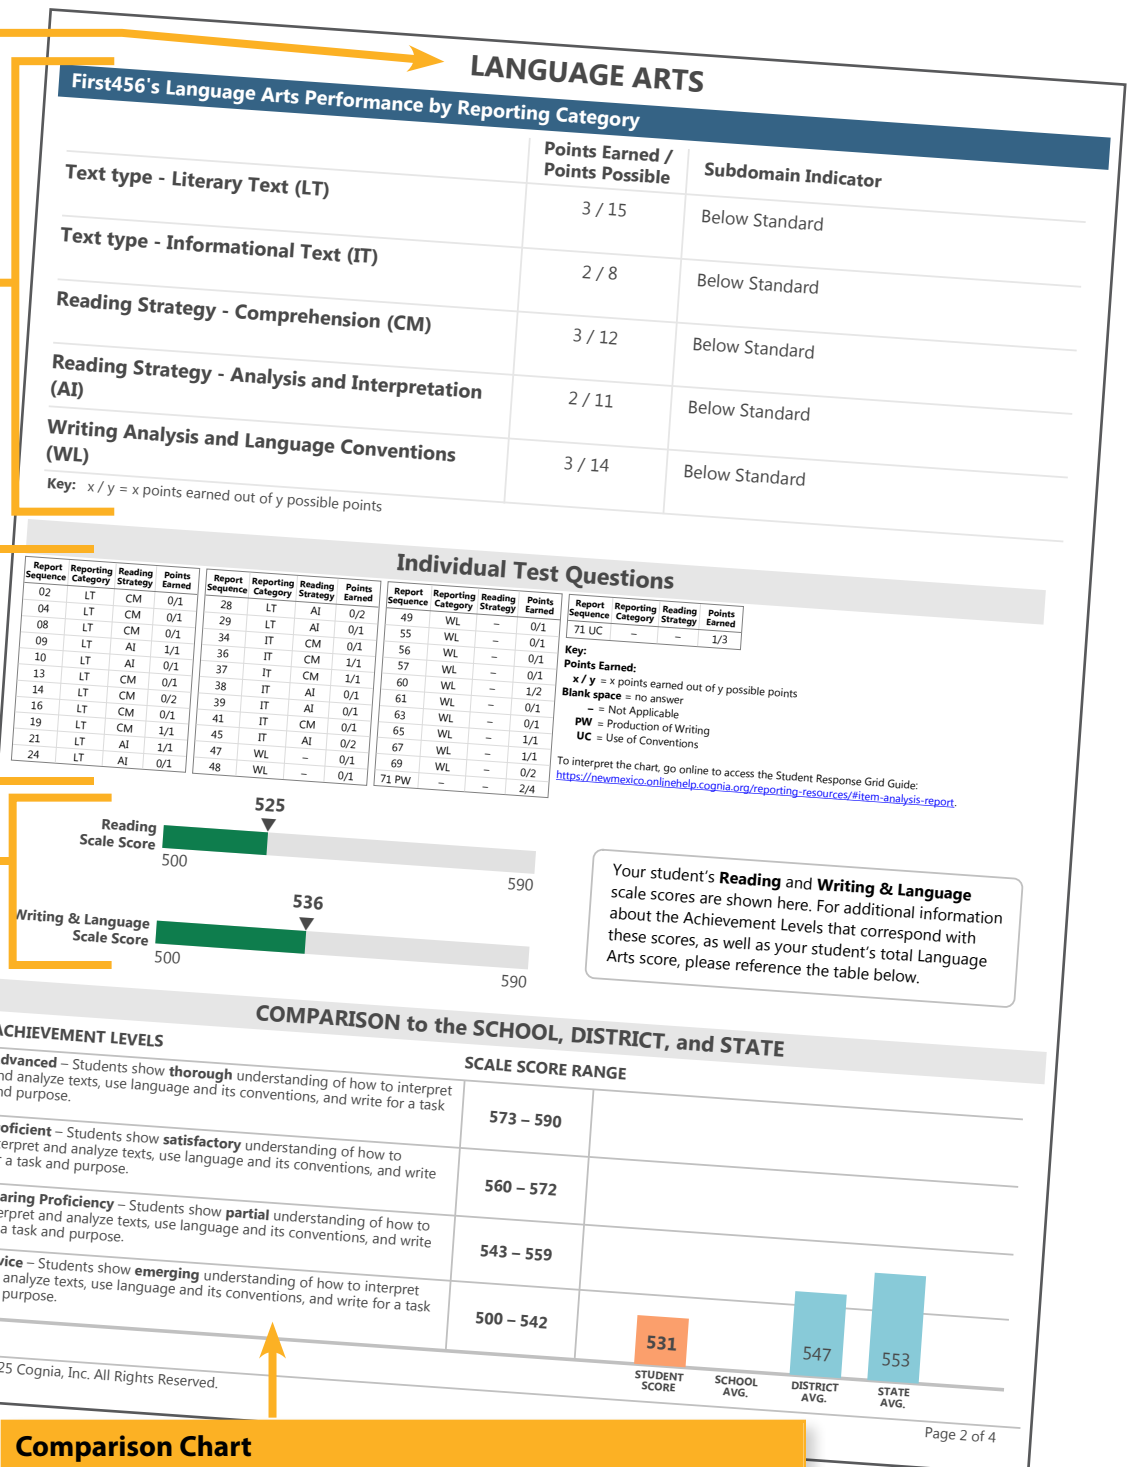 LANGUAGE ARTS
First456's Language Arts Performance by Reporting Category
Points Earned / Points Possible
Subdomain Indicator
Text type - Literary Text (LT)
3 / 15
Below Standard
Text type - Informational Text (IT)
2 / 8
Below Standard
Reading Strategy - Comprehension (CM)
3 / 12
Below Standard
Reading Strategy - Analysis and Interpretation
(AI)
2 / 11
Below Standard
Writing Analysis and Language Conventions
(WL)
3 / 14
Below Standard
Key: x / y = x points earned out of y possible points
Individual Test Questions
Report Sequence Reporting Category Reading Strategy Points Earned
02 LT CM 0/1
04 LT CM 0/1
08 LT CM 0/1
09 LT AI 1/1
10 LT AI 0/1
13 LT CM 0/1
14 LT CM 0/2
16 LT CM 0/1
19 LT CM 1/1
21 LT AI 1/1
24 LT AI 0/1
Report Sequence Reporting Category Reading Strategy Points Earned
28 LT AI 0/2
29 LT AI 0/1
34 IT CM 0/1
36 IT CM 1/1
37 IT CM 1/1
38 IT AI 0/1
39 IT AI 0/1
41 IT CM 0/1
45 IT AI 0/2
47 WL – 0/1
48 WL – 0/1
Report Sequence Reporting Category Reading Strategy Points Earned
49 WL – 0/1
55 WL – 0/1
56 WL – 0/1
57 WL – 0/1
60 WL – 1/2
61 WL – 0/1
63 WL – 0/1
65 WL – 1/1
67 WL – 1/1
69 WL – 0/2
71 PW – – 2/4
Report Sequence Reporting Category Reading Strategy Points Earned
71 UC – – 1/3
Key:
Points Earned:
x / y = x points earned out of y possible points
Blank space = no answer
– = Not Applicable
PW = Production of Writing
UC = Use of Conventions
To interpret the chart, go online to access the Student Response Grid Guide:
https://newmexico.onlinehelp.cognia.org/reporting-resources/#item-analysis-report.
525
Reading
Scale Score
500
590
536
Writing & Language
Scale Score
500
590
Your student's Reading and Writing & Language
scale scores are shown here. For additional information
about the Achievement Levels that correspond with
these scores, as well as your student's total Language
Arts score, please reference the table below.
COMPARISON to the SCHOOL, DISTRICT, and STATE
ACHIEVEMENT LEVELS
SCALE SCORE RANGE
dvanced – Students show thorough understanding of how to interpret
nd analyze texts, use language and its conventions, and write for a task
nd purpose.
573 – 590
oficient – Students show satisfactory understanding of how to
terpret and analyze texts, use language and its conventions, and write
r a task and purpose.
560 – 572
aring Proficiency – Students show partial understanding of how to
erpret and analyze texts, use language and its conventions, and write
a task and purpose.
543 – 559
vice – Students show emerging understanding of how to interpret
analyze texts, use language and its conventions, and write for a task
purpose.
500 – 542
531
547
553
STUDENT SCORE
SCHOOL AVG.
DISTRICT AVG.
STATE AVG.
25 Cognia, Inc. All Rights Reserved.
Page 2 of 4
Comparison Chart